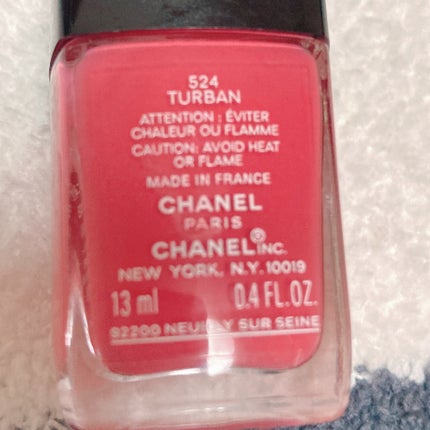 524
TURBAN
ATTENTION : ÉVITER
CHALEUR OU FLAMME
CAUTION: AVOID HEAT
OR FLAME
MADE IN FRANCE
CHANEL
PARIS
CHANEL® INC.
NEW YORK, N.Y. 10019
13 ml 0.4 FL.OZ.
92200 NEUILLY SUR SEINE